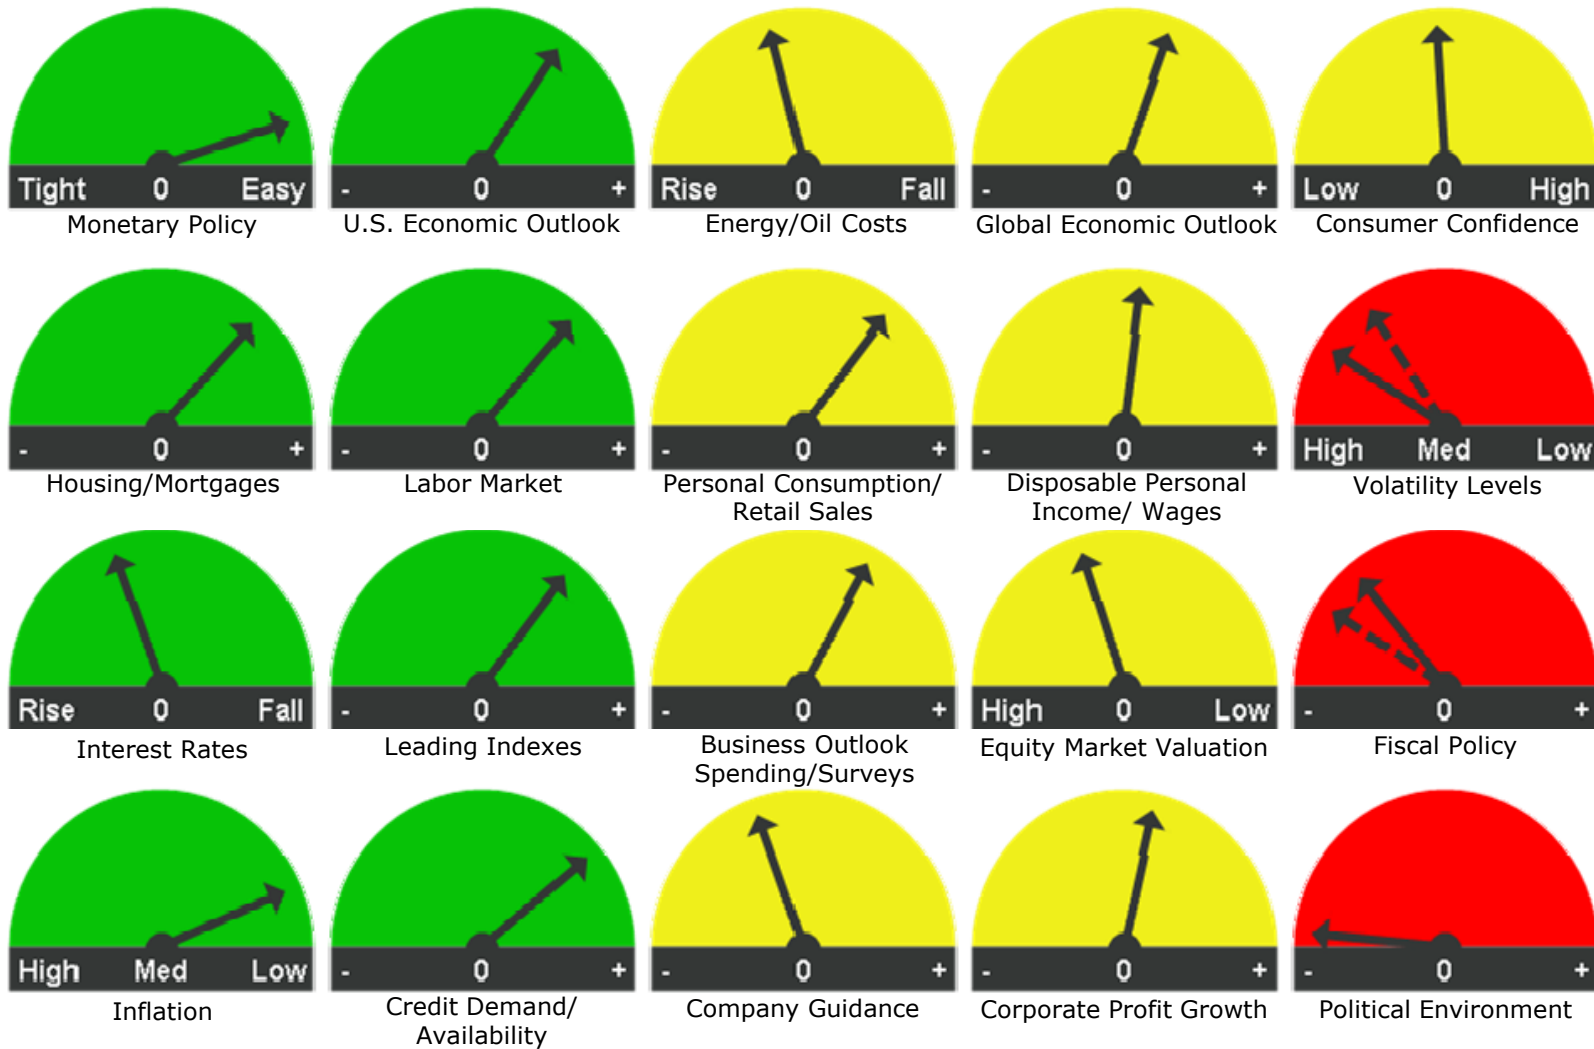 Tight 0 Easy
Monetary Policy
- 0 +
U.S. Economic Outlook
Rise 0 Fall
Energy/Oil Costs
- 0 +
Global Economic Outlook
Low 0 High
Consumer Confidence
- 0 +
Housing/Mortgages
- 0 +
Labor Market
- 0 +
Personal Consumption/
Retail Sales
- 0 +
Disposable Personal
Income/ Wages
High Med Low
Volatility Levels
Rise 0 Fall
Interest Rates
- 0 +
Leading Indexes
- 0 +
Business Outlook
Spending/Surveys
High 0 Low
Equity Market Valuation
- 0 +
Fiscal Policy
High Med Low
Inflation
- 0 +
Credit Demand/
Availability
- 0 +
Company Guidance
- 0 +
Corporate Profit Growth
- 0 +
Political Environment